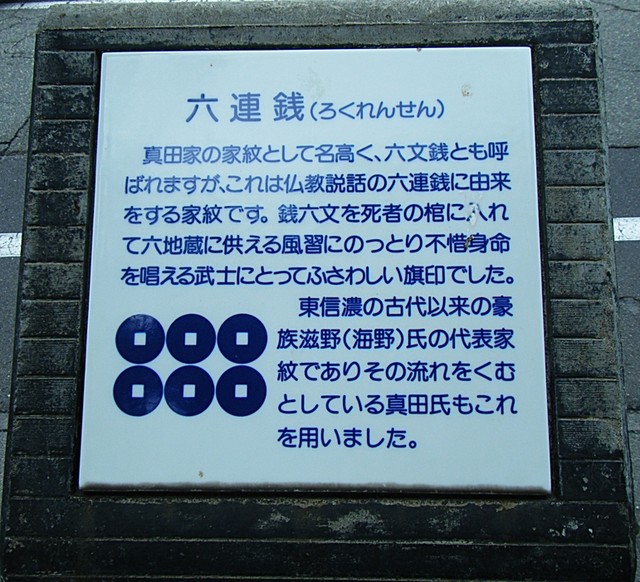 六連銭(ろくれんせん)
真田家の家紋として名高く、六文銭とも呼
ばれますが、これは仏教説話の六連銭に由来
をする家紋です。銭六文を死者の棺に入れ
て六地蔵に供える風習にのっとり不惜身命
を唱える武士にとってふさわしい旗印でした。
東信濃の古代以来の豪
族滋野(海野)氏の代表家
紋でありその流れをくむ
としている真田氏もこれ
を用いました。